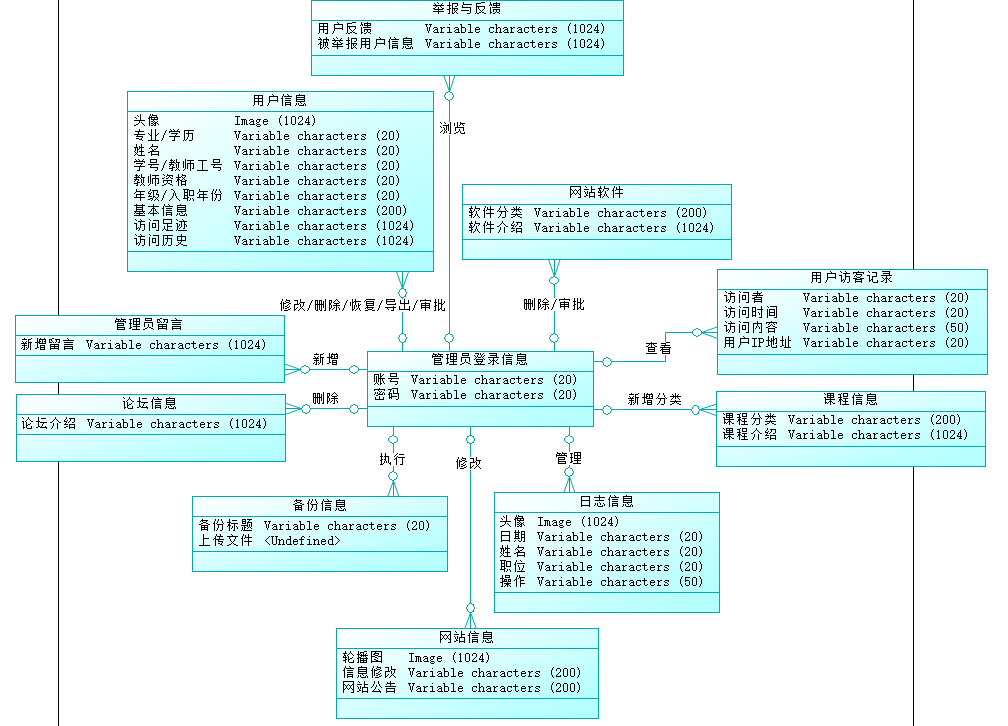 举报与反馈
用户反馈 Variable characters (1024)
被举报用户信息 Variable characters (1024)
浏览
用户信息
头像 Image (1024)
专业/学历 Variable characters (20)
姓名 Variable characters (20)
学号/教师工号 Variable characters (20)
教师资格 Variable characters (20)
年级/入职年份 Variable characters (20)
基本信息 Variable characters (200)
访问足迹 Variable characters (1024)
访问历史 Variable characters (1024)
修改/删除/恢复/导出/审批
网站软件
软件分类 Variable characters (200)
软件介绍 Variable characters (1024)
删除/审批
用户访客记录
访问者 Variable characters (20)
访问时间 Variable characters (20)
访问内容 Variable characters (50)
用户IP地址 Variable characters (20)
查看
管理员留言
新增留言 Variable characters (1024)
新增
管理员登录信息
账号 Variable characters (20)
密码 Variable characters (20)
论坛信息
论坛介绍 Variable characters (1024)
删除
新增分类
课程信息
课程分类 Variable characters (200)
课程介绍 Variable characters (1024)
执行
修改
管理
备份信息
备份标题 Variable characters (20)
上传文件 <Undefined>
日志信息
头像 Image (1024)
日期 Variable characters (20)
姓名 Variable characters (20)
职位 Variable characters (20)
操作 Variable characters (50)
网站信息
轮播图 Image (1024)
信息修改 Variable characters (200)
网站公告 Variable characters (200)